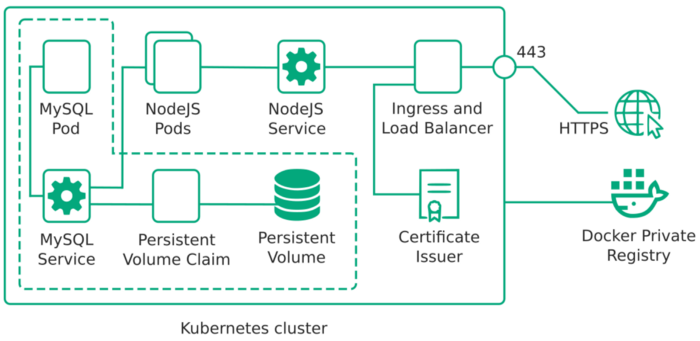 443
MySQL
Pod
NodeJS
Pods
NodeJS
Service
Ingress and
Load Balancer
HTTPS
MySQL
Service
Persistent
Volume Claim
Persistent
Volume
Certificate
Issuer
Docker Private
Registry
Kubernetes cluster